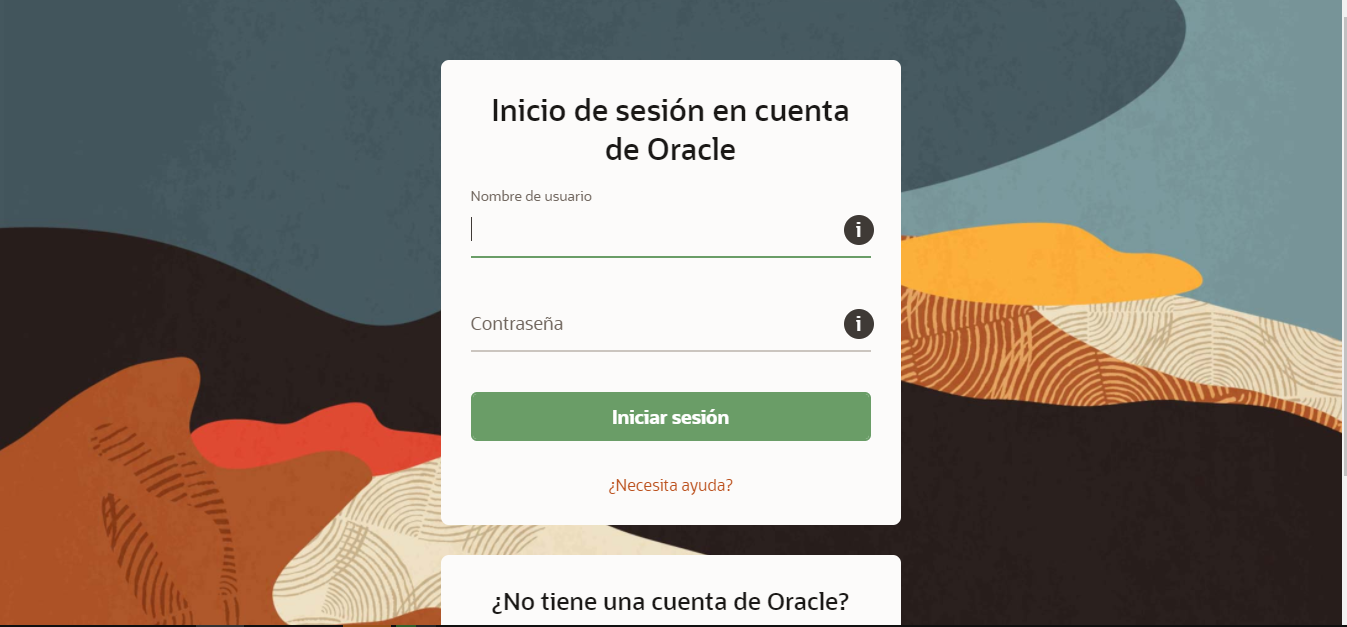 Inicio de sesión en cuenta
de Oracle
Nombre de usuario
i
Contraseña
i
Iniciar sesión
¿Necesita ayuda?
¿No tiene una cuenta de Oracle?